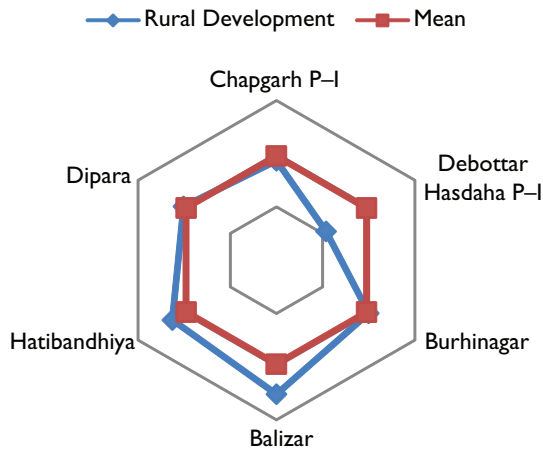 Rural Development Mean
Chapgarh P–I
Debottar
Hasdaha P–I
Dipara
Hatibandhiya
Burhinagar
Balizar